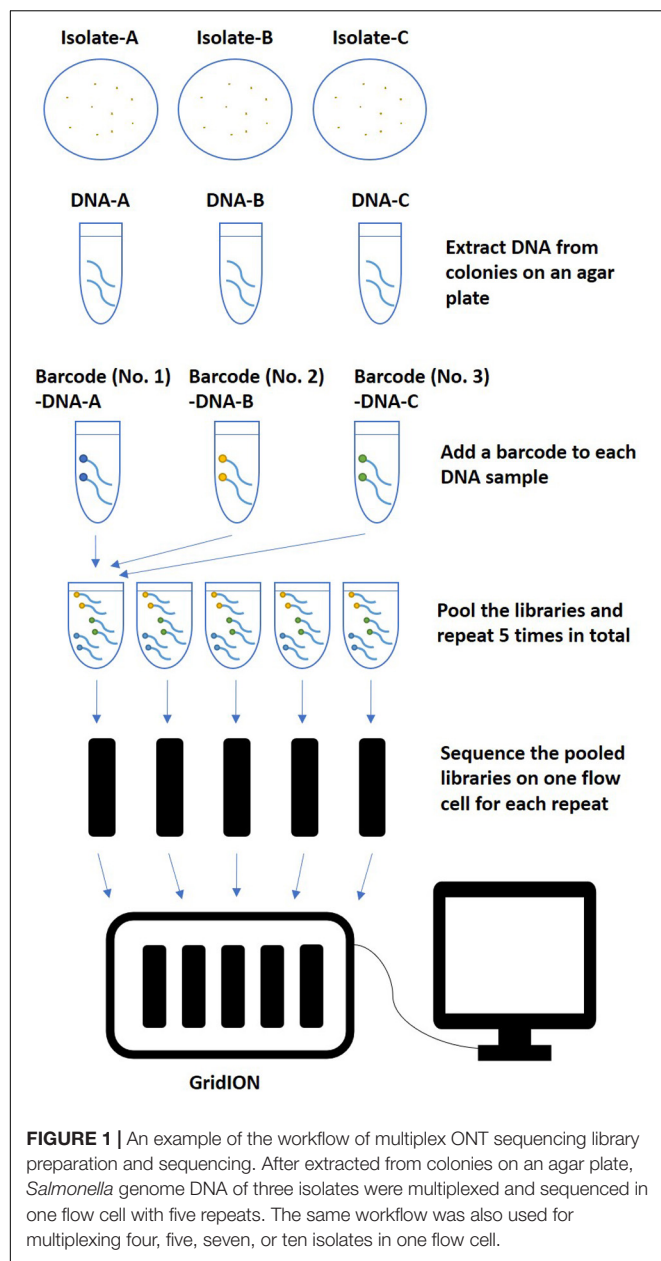 Isolate-A Isolate-B Isolate-C
DNA-A DNA-B DNA-C
Extract DNA from
colonies on an agar
plate
Barcode (No. 1) Barcode (No. 2) Barcode (No. 3)
-DNA-A -DNA-B -DNA-C
Add a barcode to each
DNA sample
Pool the libraries and
repeat 5 times in total
Sequence the pooled
libraries on one flow
cell for each repeat
GridION
FIGURE 1 | An example of the workflow of multiplex ONT sequencing library
preparation and sequencing. After extracted from colonies on an agar plate,
Salmonella genome DNA of three isolates were multiplexed and sequenced in
one flow cell with five repeats. The same workflow was also used for
multiplexing four, five, seven, or ten isolates in one flow cell.